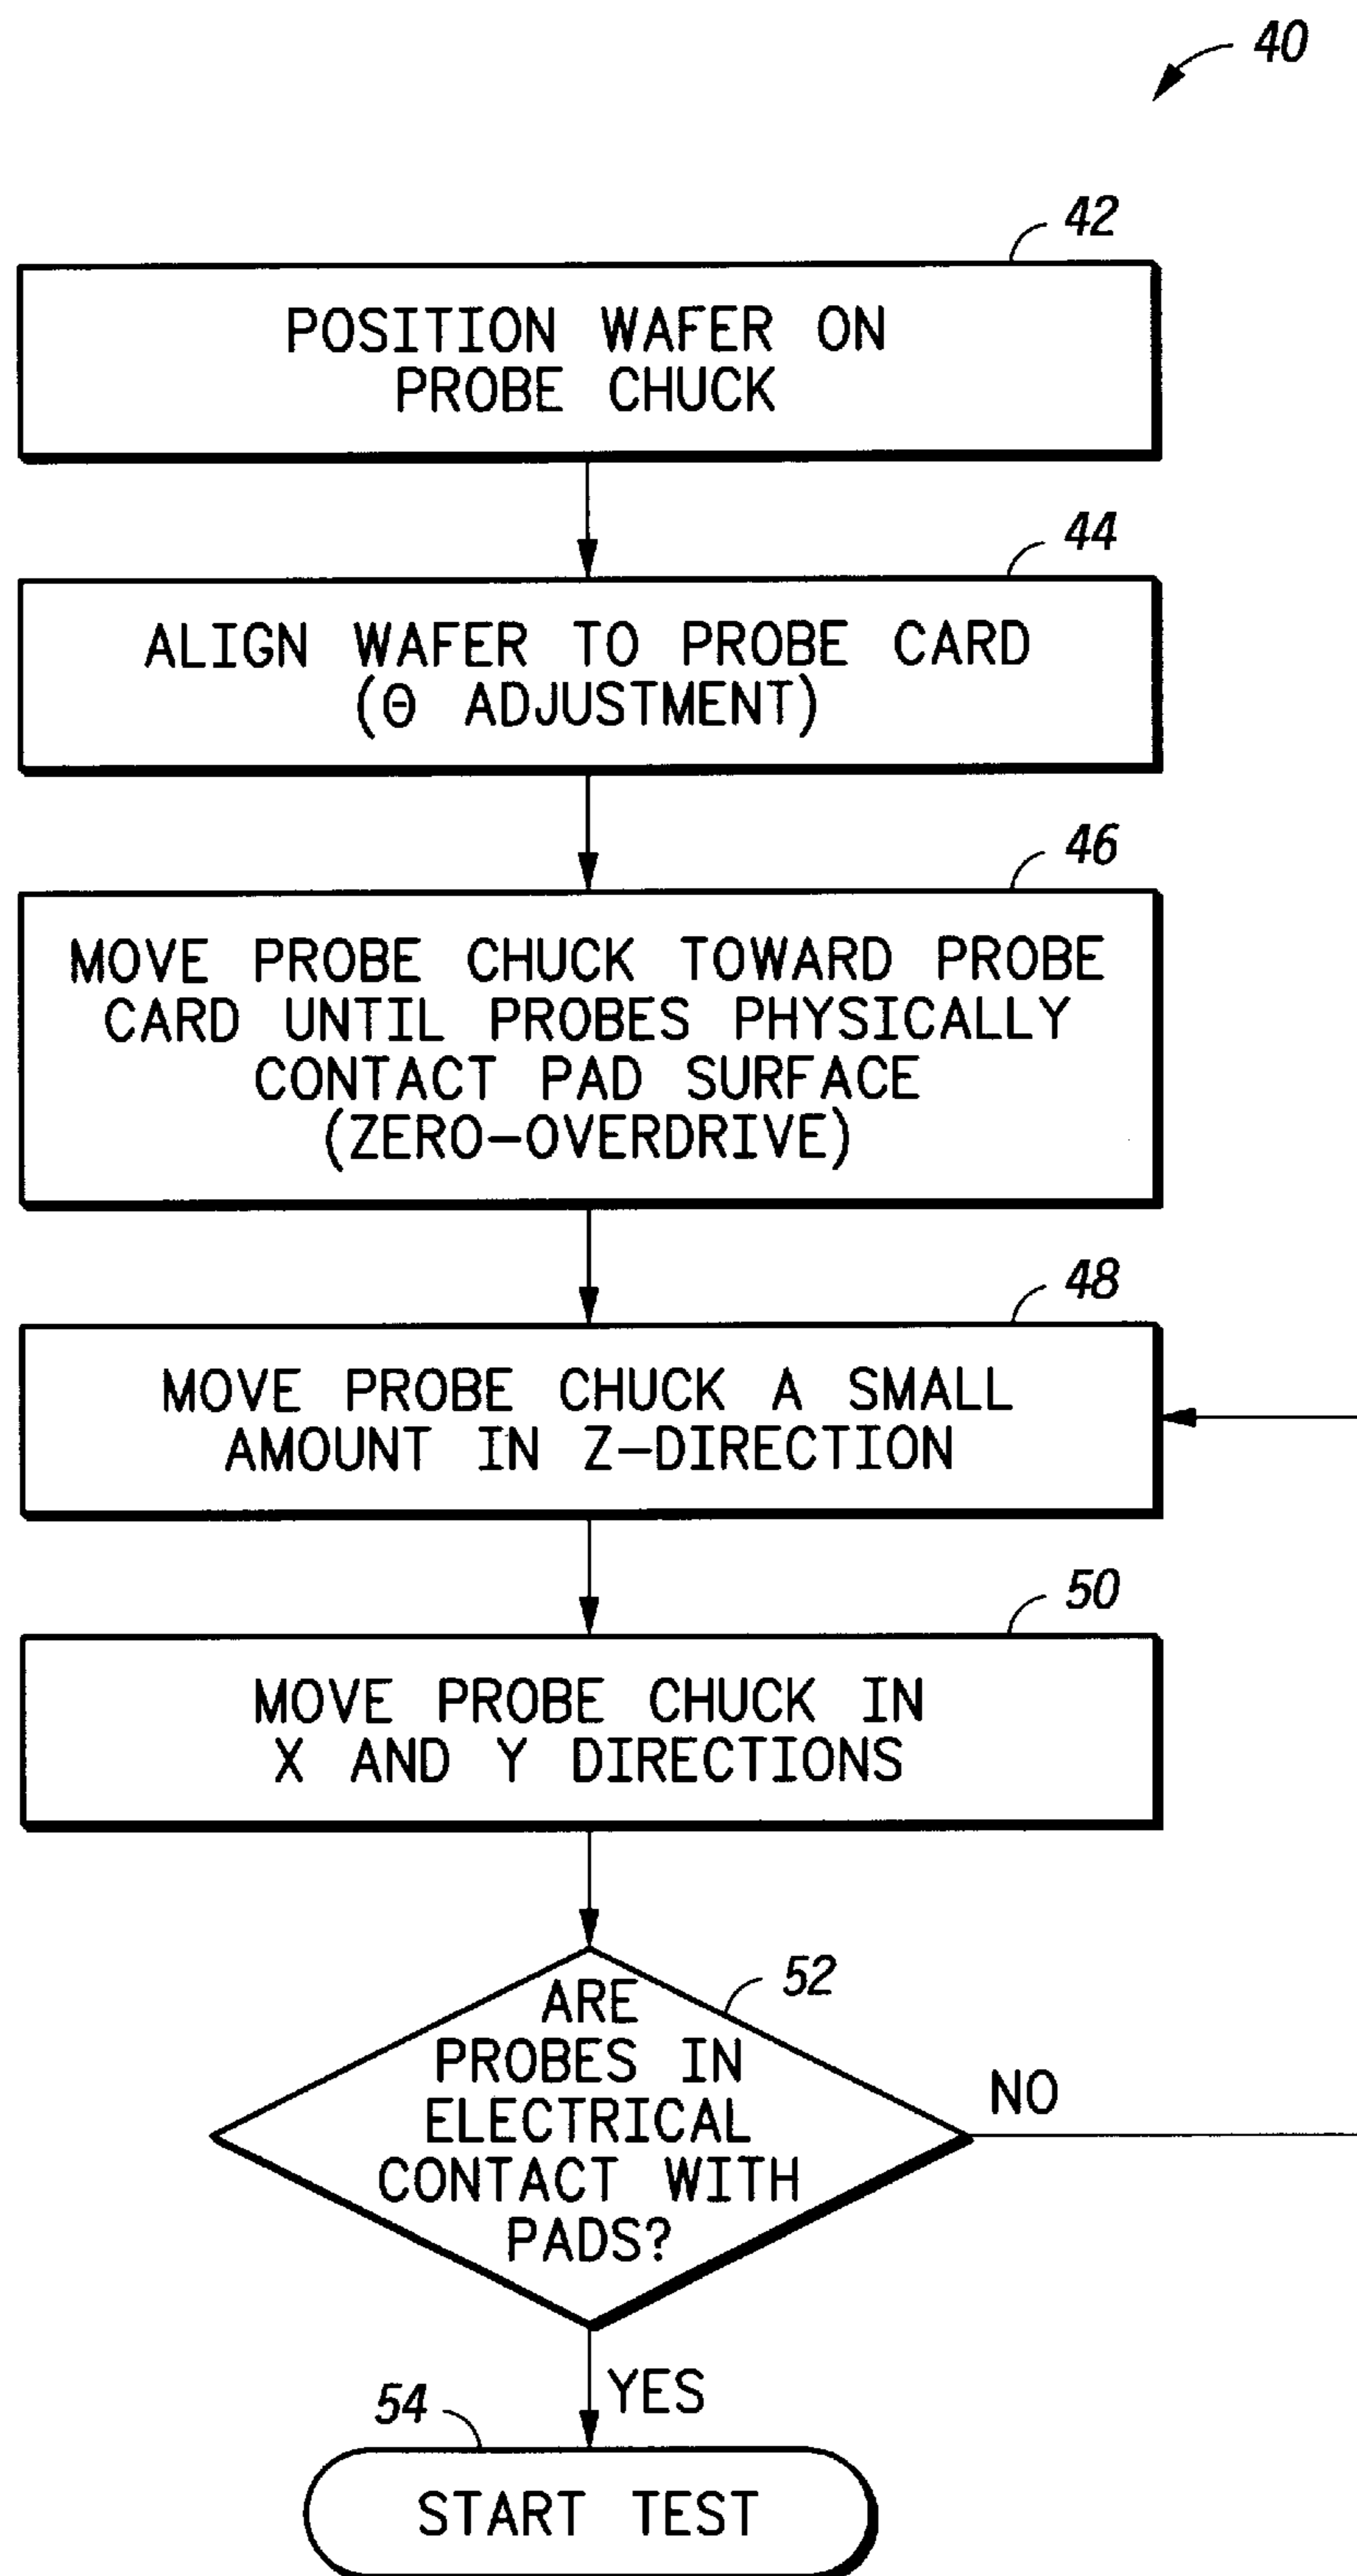 40
42
POSITION WAFER ON
PROBE CHUCK
44
ALIGN WAFER TO PROBE CARD
(Θ ADJUSTMENT)
46
MOVE PROBE CHUCK TOWARD PROBE
CARD UNTIL PROBES PHYSICALLY
CONTACT PAD SURFACE
(ZERO-OVERDRIVE)
48
MOVE PROBE CHUCK A SMALL
AMOUNT IN Z-DIRECTION
50
MOVE PROBE CHUCK IN
X AND Y DIRECTIONS
52
ARE
PROBES IN
ELECTRICAL
CONTACT WITH
PADS?
NO
YES
54
START TEST